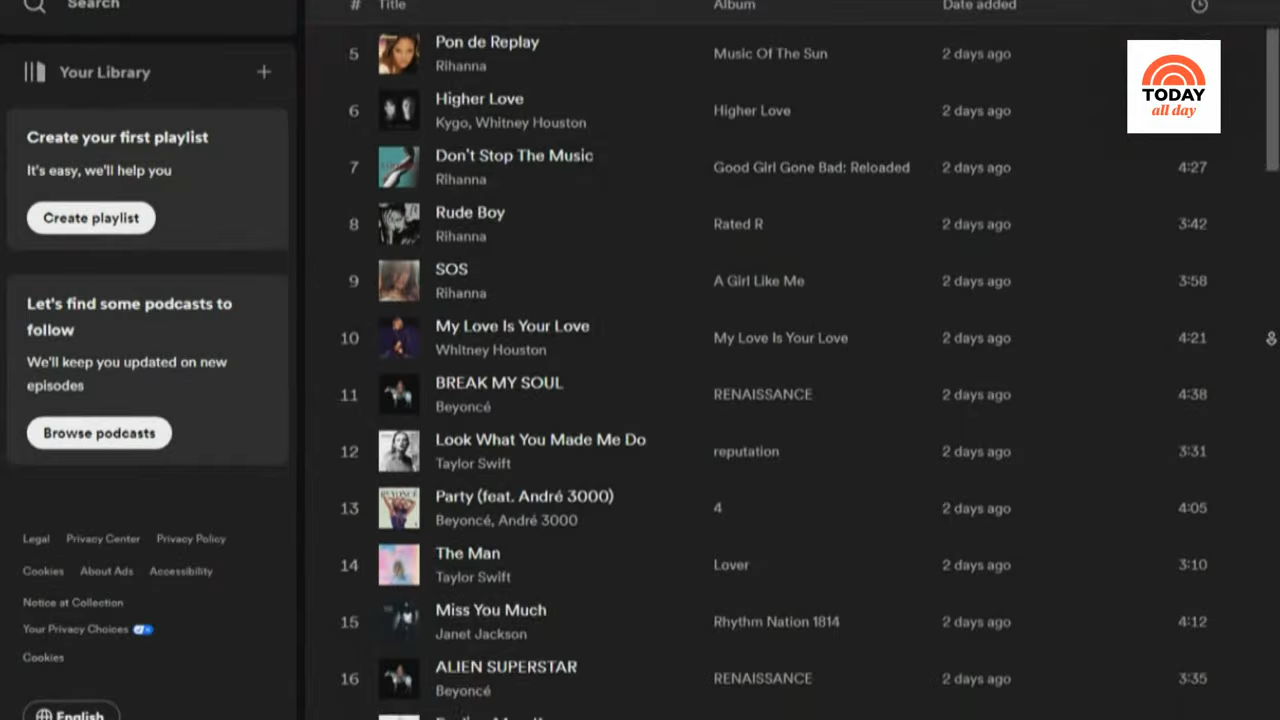 Search
Your Library
Create your first playlist
It's easy, we'll help you
Create playlist
Let's find some podcasts to
follow
We'll keep you updated on new
episodes
Browse podcasts
Legal Privacy Center Privacy Policy
Cookies About Ads Accessibility
Notice at Collection
Your Privacy Choices
Cookies
English
# Title Album Date added
5 Pon de Replay Music Of The Sun 2 days ago
Rihanna
6 Higher Love Higher Love 2 days ago
Kygo, Whitney Houston
7 Don't Stop The Music Good Girl Gone Bad: Reloaded 2 days ago 4:27
Rihanna
8 Rude Boy Rated R 2 days ago 3:42
Rihanna
9 SOS A Girl Like Me 2 days ago 3:58
Rihanna
10 My Love Is Your Love My Love Is Your Love 2 days ago 4:21
Whitney Houston
11 BREAK MY SOUL RENAISSANCE 2 days ago 4:38
Beyoncé
12 Look What You Made Me Do reputation 2 days ago 3:31
Taylor Swift
13 Party (feat. André 3000) 4 2 days ago 4:05
Beyoncé, André 3000
14 The Man Lover 2 days ago 3:10
Taylor Swift
15 Miss You Much Rhythm Nation 1814 2 days ago 4:12
Janet Jackson
16 ALIEN SUPERSTAR RENAISSANCE 2 days ago 3:35
Beyoncé
TODAY
all day